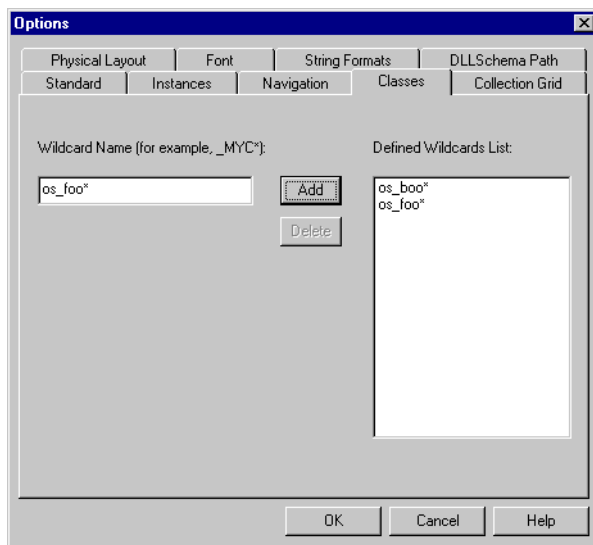 Options
Physical Layout Font String Formats DLLSchema Path
Standard Instances Navigation Classes Collection Grid
Wildcard Name (for example, _MYC*): Defined Wildcards List:
os_foo* Add os_boo*
os_foo*
Delete
OK Cancel Help